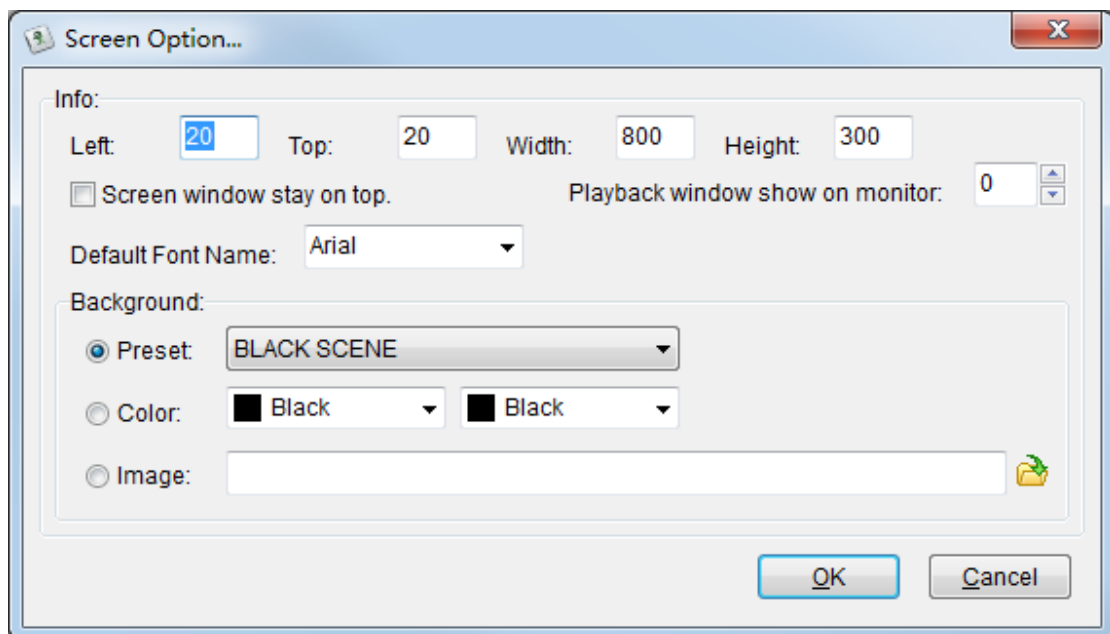 Screen Option...
Info:
Left: 20 Top: 20 Width: 800 Height: 300
Screen window stay on top. Playback window show on monitor: 0
Default Font Name: Arial
Background:
Preset: BLACK SCENE
Color: Black Black
Image:
OK Cancel